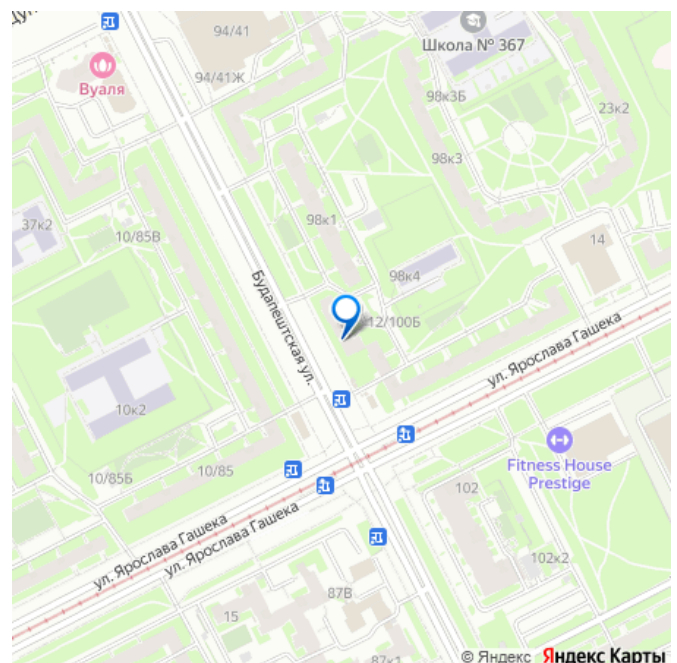 94/41
Школа № 367
94/41Ж
Вуаля
98к3Б
23к2
98к3
37к2
98к1
10/85В
14
98к4
Будапештская ул.
12/100Б
ул. Ярослава Гашека
10к2
Fitness House
Prestige
10/85Б
10/85
102
ул. Ярослава Гашека
ул. Ярослава Гашека
102к2
87В
15
87к1
© Яндекс Яндекс Карты